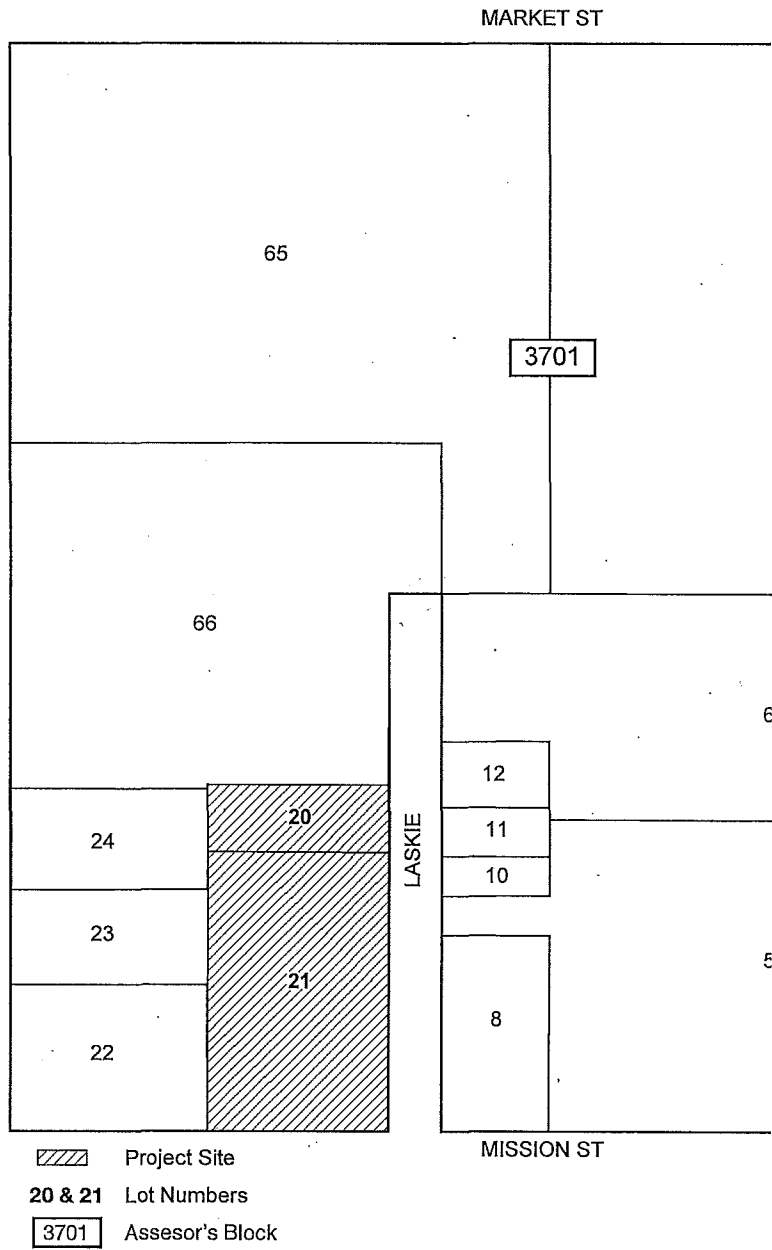 MARKET ST
65
3701
66
6
12
20
11
24
LASKIE
10
23
5
21
8
22
MISSION ST
Project Site
20 & 21 Lot Numbers
3701 Assesor's Block